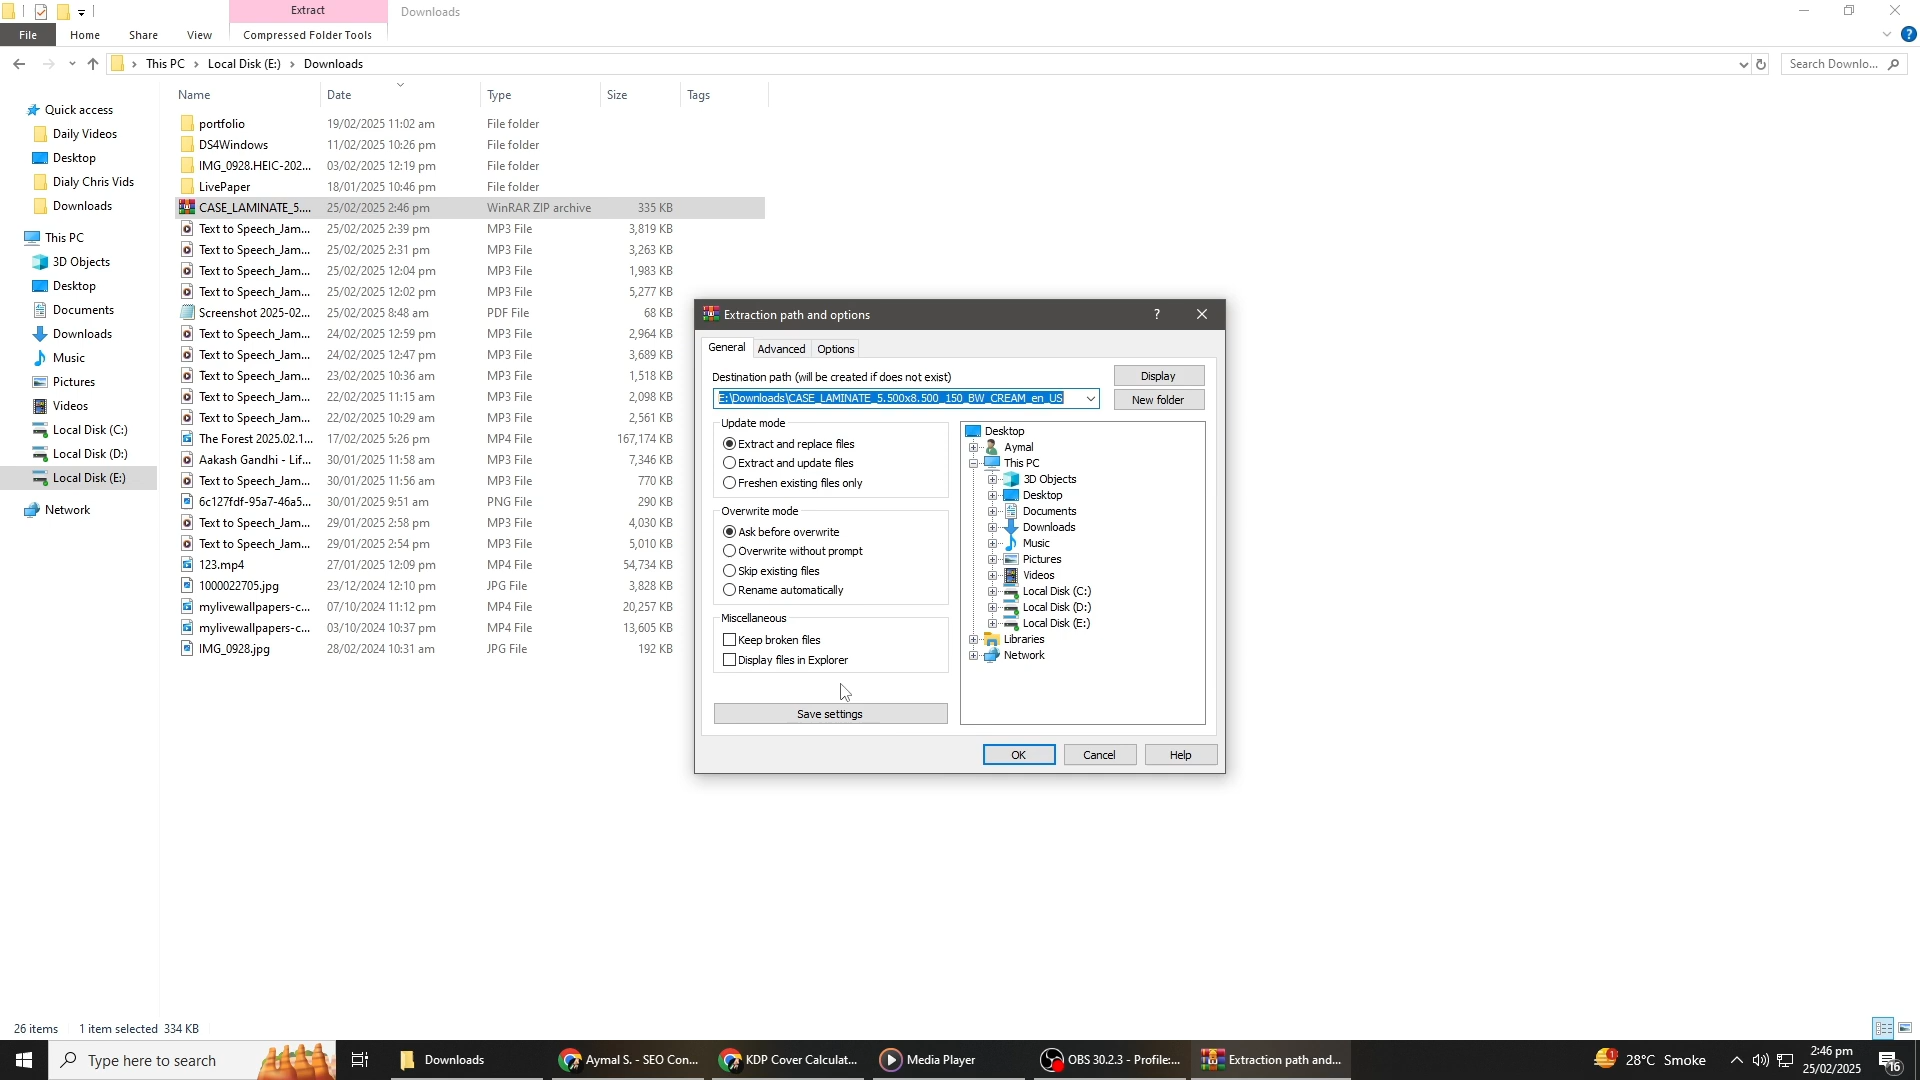 Extract
Downloads
File
Home
Share
View
Compressed Folder Tools
This PC
Local Disk (E:)
Downloads
Search Downlo...
Name
Date
Type
Size
Tags
portfolio 19/02/2025 11:02 am File folder
DS4Windows 11/02/2025 10:26 pm File folder
IMG_0928.HEIC-202... 03/02/2025 12:19 pm File folder
LivePaper 18/01/2025 10:46 pm File folder
CASE_LAMINATE_5.... 25/02/2025 2:46 pm WinRAR ZIP archive 335 KB
Text to Speech_Jam... 25/02/2025 2:39 pm MP3 File 3,819 KB
Text to Speech_Jam... 25/02/2025 2:31 pm MP3 File 3,263 KB
Text to Speech_Jam... 25/02/2025 12:04 pm MP3 File 1,983 KB
Text to Speech_Jam... 25/02/2025 12:02 pm MP3 File 5,277 KB
Screenshot 2025-02... 25/02/2025 8:48 am PDF File 68 KB
Text to Speech_Jam... 24/02/2025 12:59 pm MP3 File 2,964 KB
Text to Speech_Jam... 24/02/2025 12:47 pm MP3 File 3,689 KB
Text to Speech_Jam... 23/02/2025 10:36 am MP3 File 1,518 KB
Text to Speech_Jam... 22/02/2025 11:15 am MP3 File 2,098 KB
Text to Speech_Jam... 22/02/2025 10:29 am MP3 File 2,561 KB
The Forest 2025.02.1... 17/02/2025 5:26 pm MP4 File 167,174 KB
Aakash Gandhi - Lif... 30/01/2025 11:58 am MP3 File 7,346 KB
Text to Speech_Jam... 30/01/2025 11:56 am MP3 File 770 KB
6c127fdf-95a7-46a5... 30/01/2025 9:51 am PNG File 290 KB
Text to Speech_Jam... 29/01/2025 2:58 pm MP3 File 4,030 KB
Text to Speech_Jam... 29/01/2025 2:54 pm MP3 File 5,010 KB
123.mp4 27/01/2025 12:09 pm MP4 File 54,734 KB
1000022705.jpg 23/12/2024 12:10 pm JPG File 3,828 KB
mylivewallpapers-c... 07/10/2024 11:12 pm MP4 File 20,257 KB
mylivewallpapers-c... 03/10/2024 10:37 pm MP4 File 13,605 KB
IMG_0928.jpg 28/02/2024 10:31 am JPG File 192 KB
Quick access
Daily Videos
Desktop
Dialy Chris Vids
Downloads
This PC
3D Objects
Desktop
Documents
Downloads
Music
Pictures
Videos
Local Disk (C:)
Local Disk (D:)
Local Disk (E:)
Network
Extraction path and options
?
General
Advanced
Options
Destination path (will be created if does not exist)
Display
E:\Downloads\CASE_LAMINATE_5.500x8.500_150_BW_CREAM_en_US
New folder
Update mode
Extract and replace files
Extract and update files
Freshen existing files only
Overwrite mode
Ask before overwrite
Overwrite without prompt
Skip existing files
Rename automatically
Miscellaneous
Keep broken files
Display files in Explorer
Save settings
Desktop
Aymal
This PC
3D Objects
Desktop
Documents
Downloads
Music
Pictures
Videos
Local Disk (C:)
Local Disk (D:)
Local Disk (E:)
Libraries
Network
OK
Cancel
Help
26 items
1 item selected 334 KB
Type here to search
Downloads
Aymal S. - SEO Con...
KDP Cover Calculat...
Media Player
OBS 30.2.3 - Profile:...
Extraction path and...
1
28°C Smoke
2:46 pm
25/02/2025
16